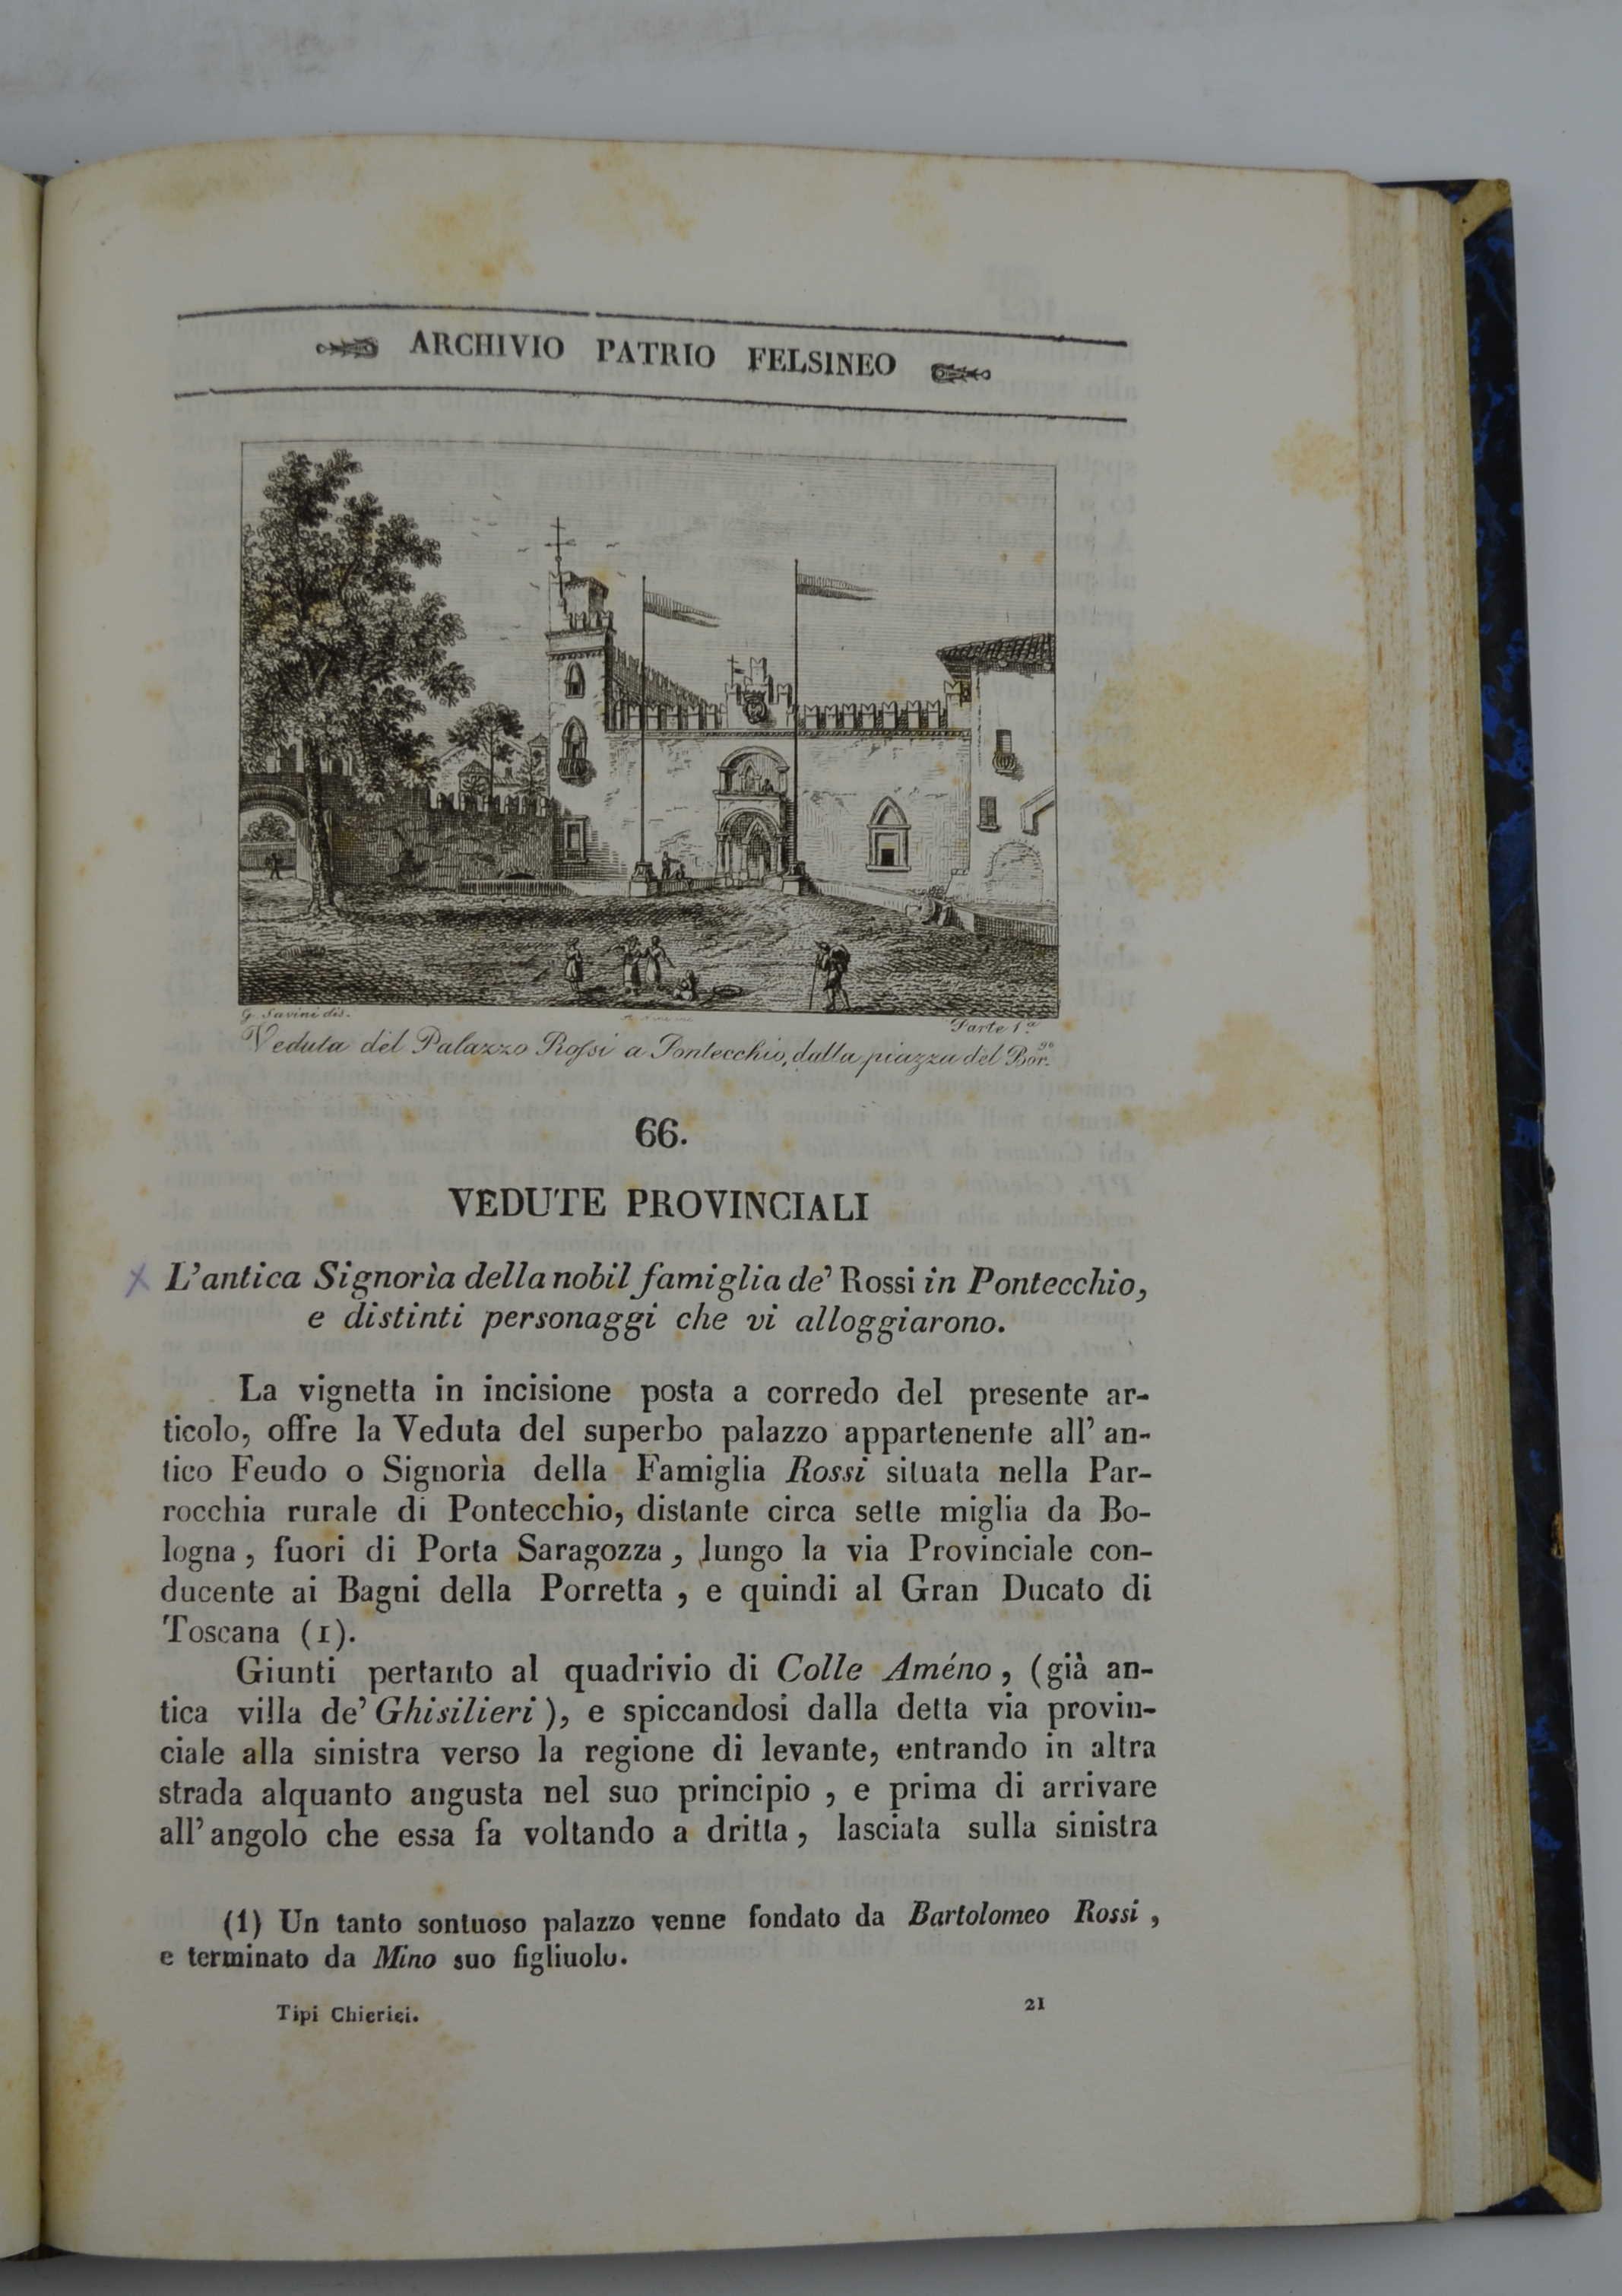 ARCHIVIO PATRIO FELSINEO
G. Savini dis.
Parte 1.a
Veduta del Palazzo Rossi a Pontecchio, dalla piazza del Bor.go
66.
VEDUTE PROVINCIALI
L'antica Signorìa della nobil famiglia de' Rossi in Pontecchio,
e distinti personaggi che vi alloggiarono.
La vignetta in incisione posta a corredo del presente ar-
ticolo, offre la Veduta del superbo palazzo appartenente all' an-
tico Feudo o Signorìa della Famiglia Rossi situata nella Par-
rocchia rurale di Pontecchio, distante circa sette miglia da Bo-
logna, fuori di Porta Saragozza, lungo la via Provinciale con-
ducente ai Bagni della Porretta, e quindi al Gran Ducato di
Toscana (1).
Giunti pertanto al quadrivio di Colle Améno, (già an-
tica villa de' Ghisilieri), e spiccandosi dalla detta via provin-
ciale alla sinistra verso la regione di levante, entrando in altra
strada alquanto angusta nel suo principio, e prima di arrivare
all' angolo che essa fa voltando a dritta, lasciata sulla sinistra
(1) Un tanto sontuoso palazzo venne fondato da Bartolomeo Rossi,
e terminato da Mino suo figliuolo.
Tipi Chierici.
21